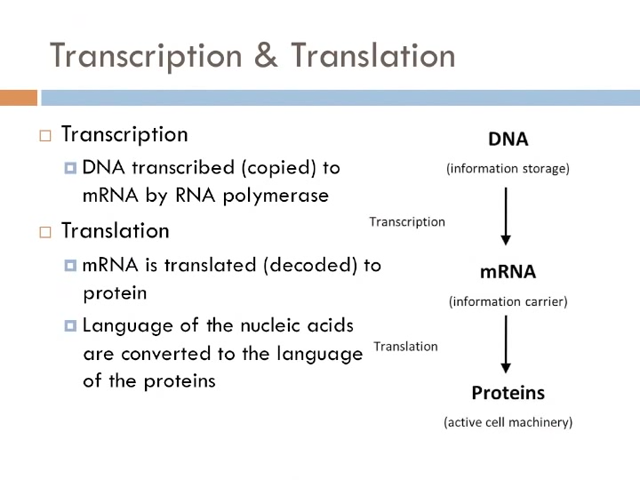 Transcription & Translation
Transcription
DNA transcribed (copied) to
mRNA by RNA polymerase
Translation
mRNA is translated (decoded) to
protein
Language of the nucleic acids
are converted to the language
of the proteins
DNA
(information storage)
Transcription
mRNA
(information carrier)
Translation
Proteins
(active cell machinery)